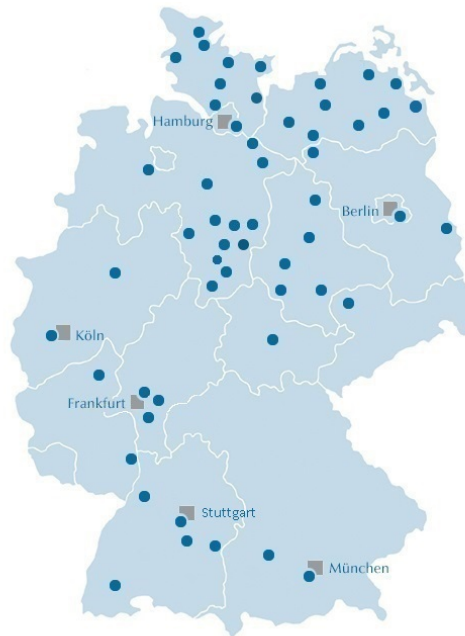 Hamburg
Berlin
Köln
Frankfurt
Stuttgart
München